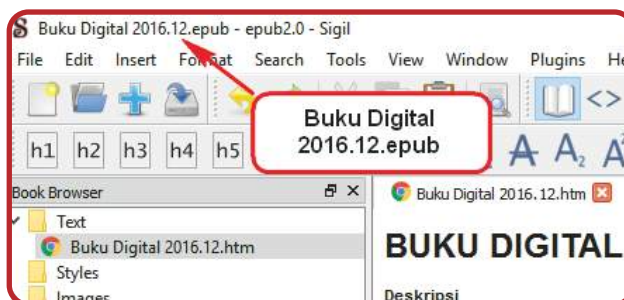 Buku Digital 2016.12.epub - epub2.0 - Sigil
File Edit Insert Format Search Tools View Window Plugins
Buku Digital
2016.12.epub
h1 h2 h3 h4 h5
Book Browser
Buku Digital 2016.12.htm
Text
Buku Digital 2016.12.htm
Styles
Images
BUKU DIGITAL
Deskripsi